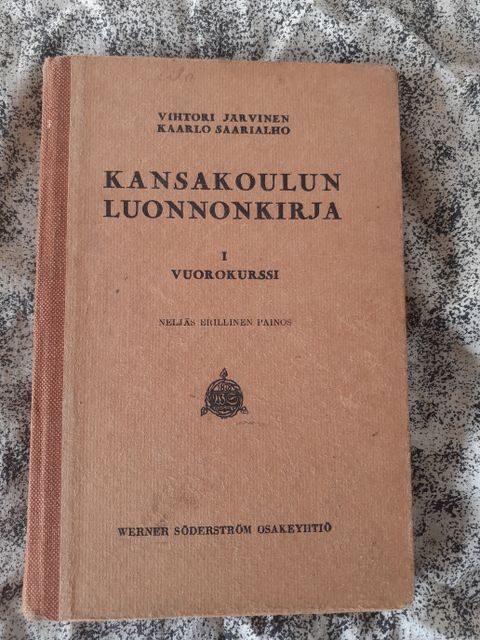 VIHTORI JÄRVINEN
KAARLO SAARIALHO
KANSAKOULUN
LUONNONKIRJA
I
VUOROKURSSI
NELJÄS ERILLINEN PAINOS
WERNER SÖDERSTRÖM OSAKEYHTIÖ